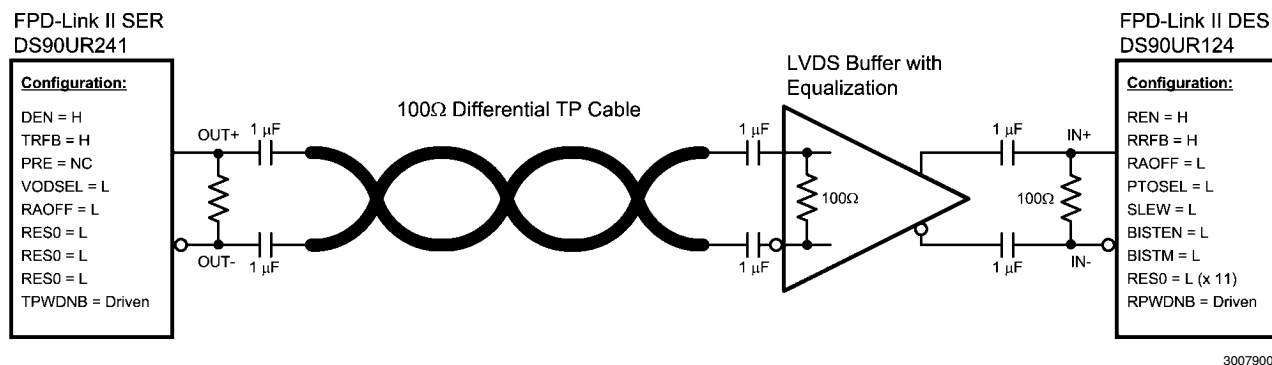 FPD-Link II SER
DS90UR241
Configuration:
DEN = H
TRFB = H
PRE = NC
VODSEL = L
RAOFF = L
RES0 = L
RES0 = L
RES0 = L
TPWDNB = Driven
OUT+
1 μF
OUT-
1 μF
100Ω Differential TP Cable
1 μF
1 μF
LVDS Buffer with
Equalization
100Ω
1 μF
1 μF
IN+
100Ω
IN-
FPD-Link II DES
DS90UR124
Configuration:
REN = H
RRFB = H
RAOFF = L
PTOSEL = L
SLEW = L
BISTEN = L
BISTM = L
RES0 = L (x 11)
RPWDNB = Driven
3007900